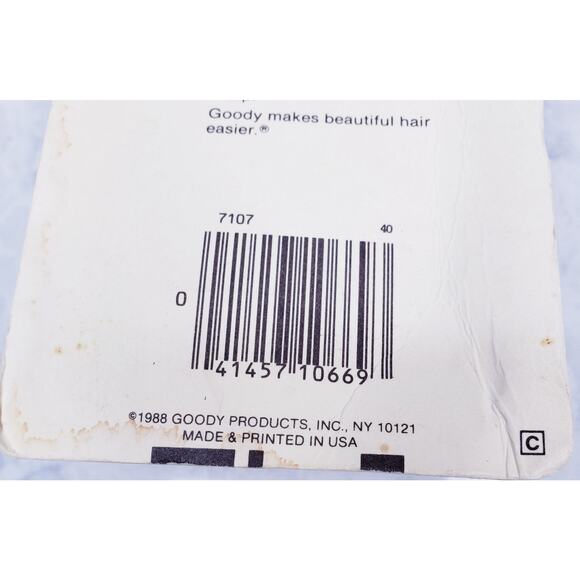 Goody makes beautiful hair
easier.®
7107 40
0
41457 10669
©1988 GOODY PRODUCTS, INC., NY 10121
MADE & PRINTED IN USA
C